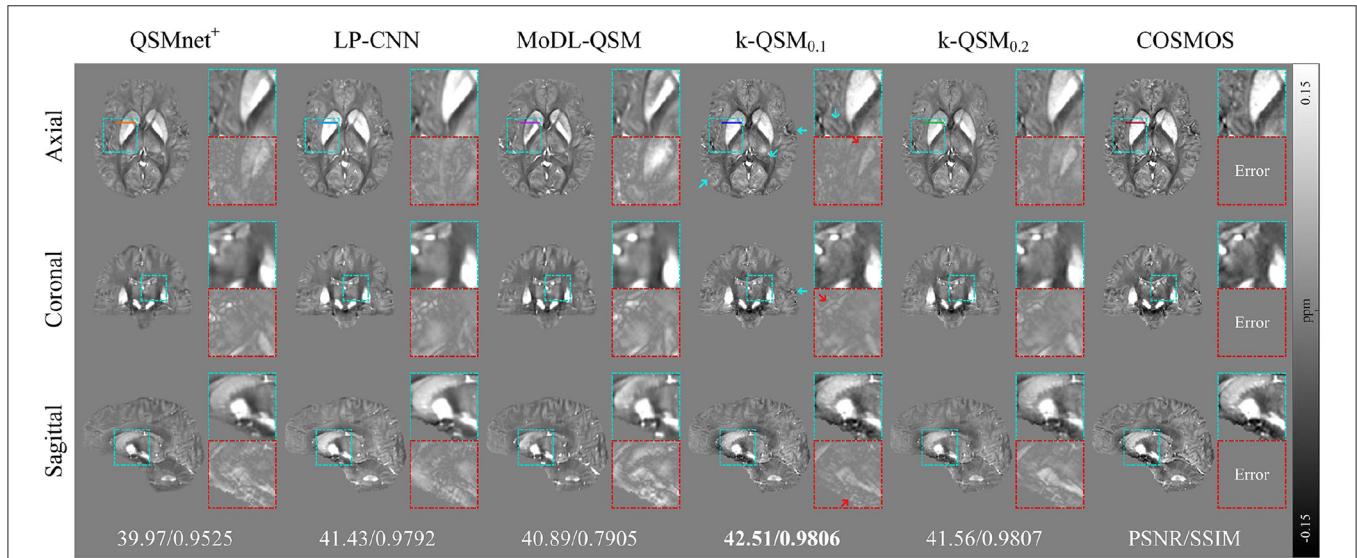 QSMnet⁺ LP-CNN MoDL-QSM k-QSM₀.₁ k-QSM₀.₂ COSMOS
0.15
Axial
Error
Coronal
Error
ppm
Sagittal
Error
39.97/0.9525 41.43/0.9792 40.89/0.7905 42.51/0.9806 41.56/0.9807 PSNR/SSIM
-0.15